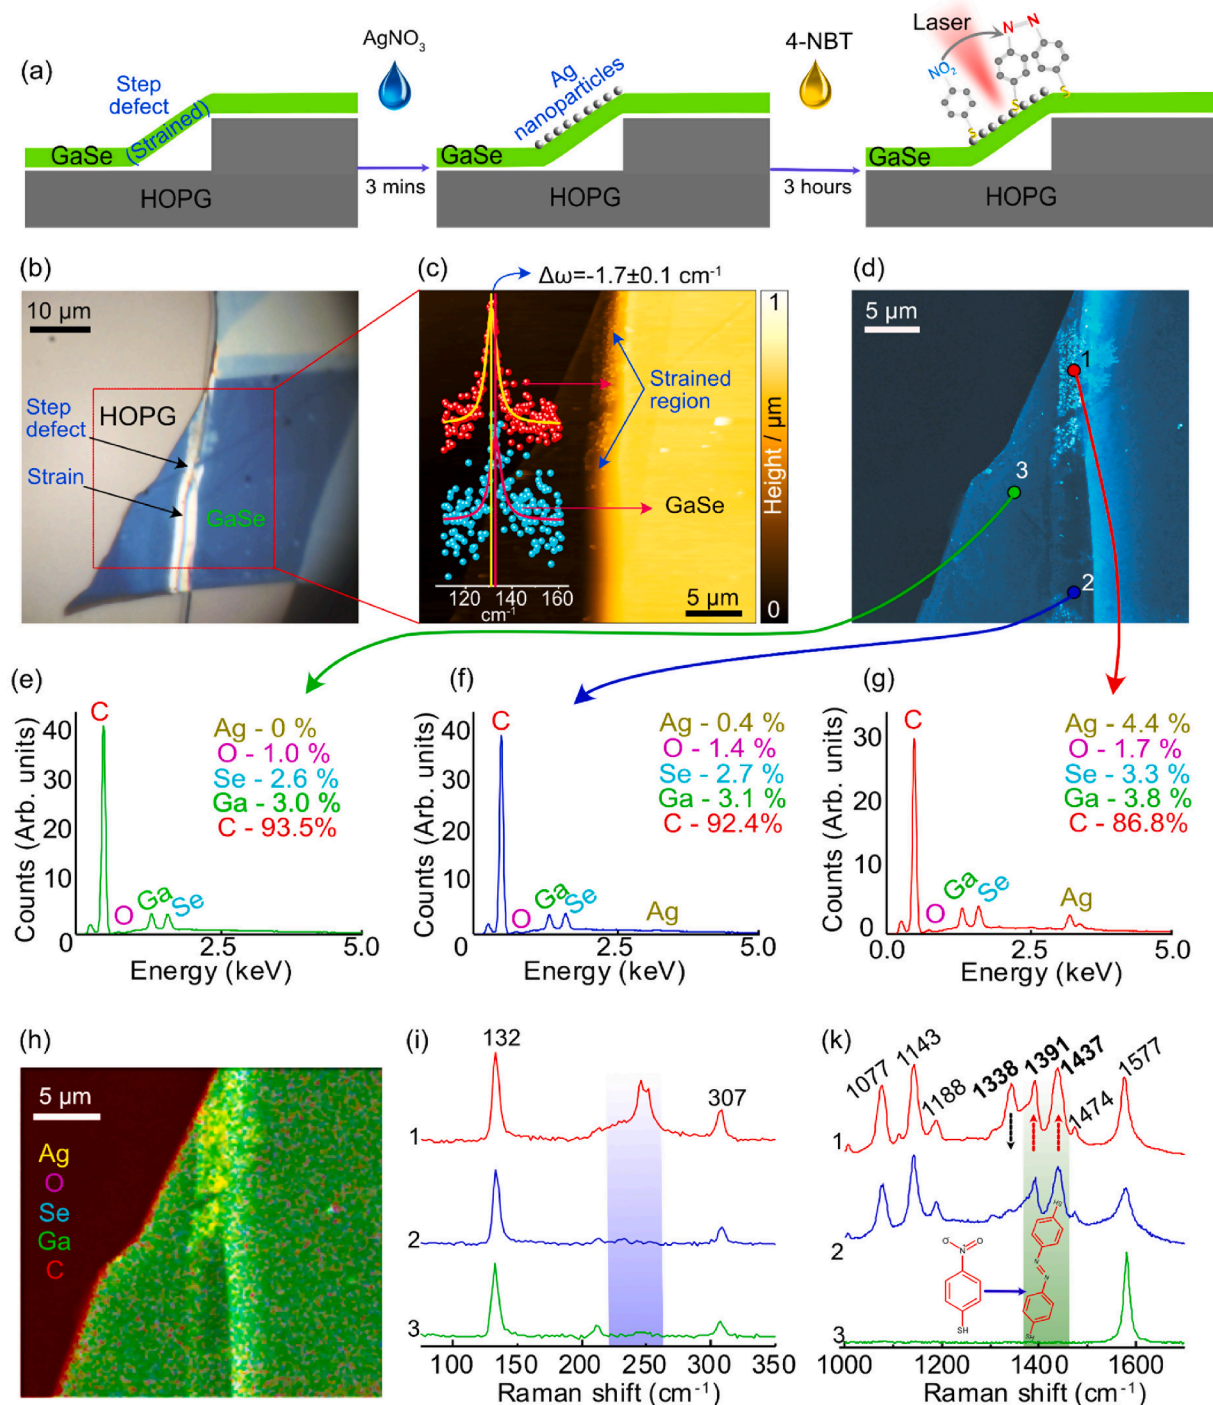 (a)
Step
defect
(Strained)
GaSe
HOPG
AgNO₃
3 mins
Ag
nanoparticles
GaSe
HOPG
4-NBT
3 hours
Laser
NO₂
N
N
S
S
S
GaSe
HOPG
(b)
10 µm
HOPG
Step
defect
Strain
GaSe
(c)
Δω=-1.7±0.1 cm⁻¹
Strained
region
GaSe
120 140 160
cm⁻¹
5 µm
1
Height / µm
0
(d)
5 µm
1
3
2
(e)
Counts (Arb. units)
40
30
20
10
0
C
Ag - 0 %
O - 1.0 %
Se - 2.6 %
Ga - 3.0 %
C - 93.5%
O
Ga
Se
2.5
5.0
Energy (keV)
(f)
Counts (Arb. units)
40
30
20
10
0
C
Ag - 0.4 %
O - 1.4 %
Se - 2.7 %
Ga - 3.1 %
C - 92.4%
O
Ga
Se
Ag
2.5
5.0
Energy (keV)
(g)
Counts (Arb. units)
30
20
10
0
C
Ag - 4.4 %
O - 1.7 %
Se - 3.3 %
Ga - 3.8 %
C - 86.8%
O
Ga
Se
Ag
0.0
2.5
5.0
Energy (keV)
(h)
5 µm
Ag
O
Se
Ga
C
(i)
132
307
1
2
3
100 150 200 250 300 350
Raman shift (cm⁻¹)
(k)
1077
1143
1188
1338
1391
1437
1474
1577
1
2
3
O⁻
N⁺
O
SH
HS
N
N
SH
1000 1200 1400 1600
Raman shift (cm⁻¹)